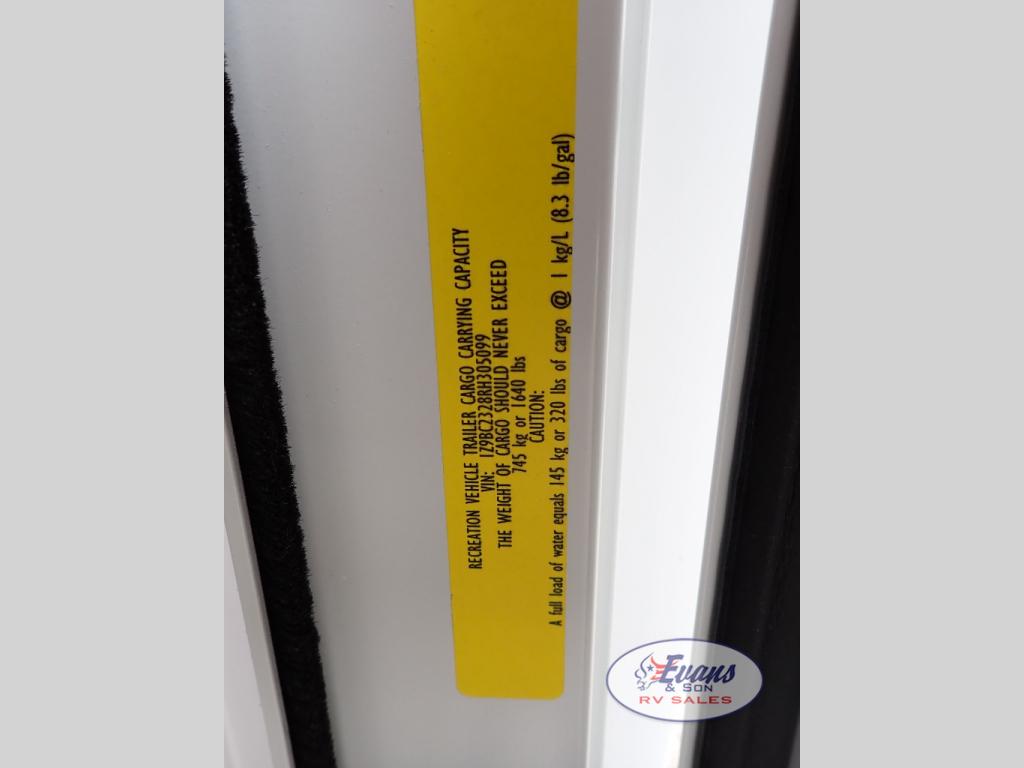 RECREATION VEHICLE TRAILER CARGO CARRYING CAPACITY
VIN: 1Z9BC2328RH305099
THE WEIGHT OF CARGO SHOULD NEVER EXCEED
745 kg or 1640 lbs
CAUTION:
A full load of water equals 145 kg or 320 lbs of cargo @ 1 kg/L (8.3 lb/gal)
Evans
& SON
RV SALES